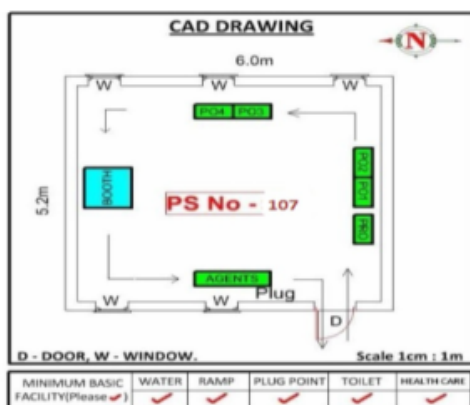 CAD DRAWING
N
6.0m
W W W
PO4 PO3
5.2m
BOOTH
PO2
PO1
PRO
PS No - 107
AGENTS
Plug
W W
D
D - DOOR, W - WINDOW.
Scale 1cm : 1m
MINIMUM BASIC FACILITY(Please ✓)
WATER
RAMP
PLUG POINT
TOILET
HEALTH CARE
✓ ✓ ✓ ✓ ✓